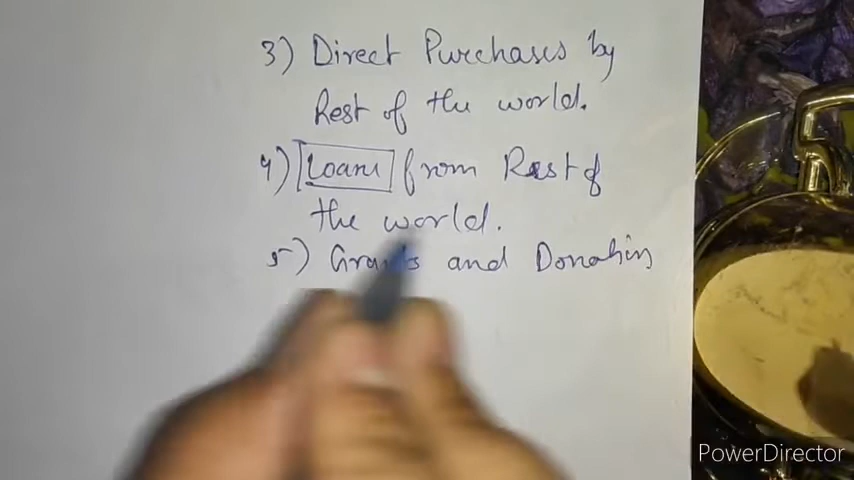 3) Direct Purchases by
Rest of the world.
4) Loans from Rest of
the world.
5) Grants and Donations
PowerDirector